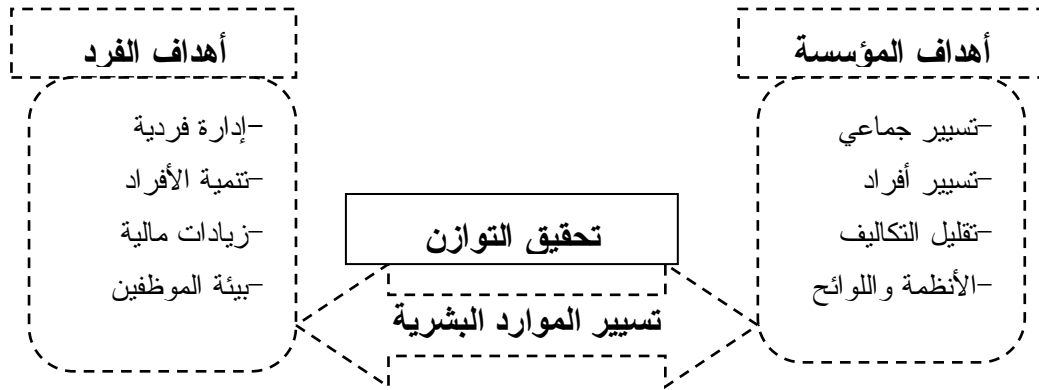 أهداف المؤسسة
-تسيير جماعي
-تسيير أفراد
-تقليل التكاليف
-الأنظمة واللوائح
تحقيق التوازن
تسيير الموارد البشرية
أهداف الفرد
-إدارة فردية
-تتمية الأفراد
-زيادات مالية
-بيئة الموظفين